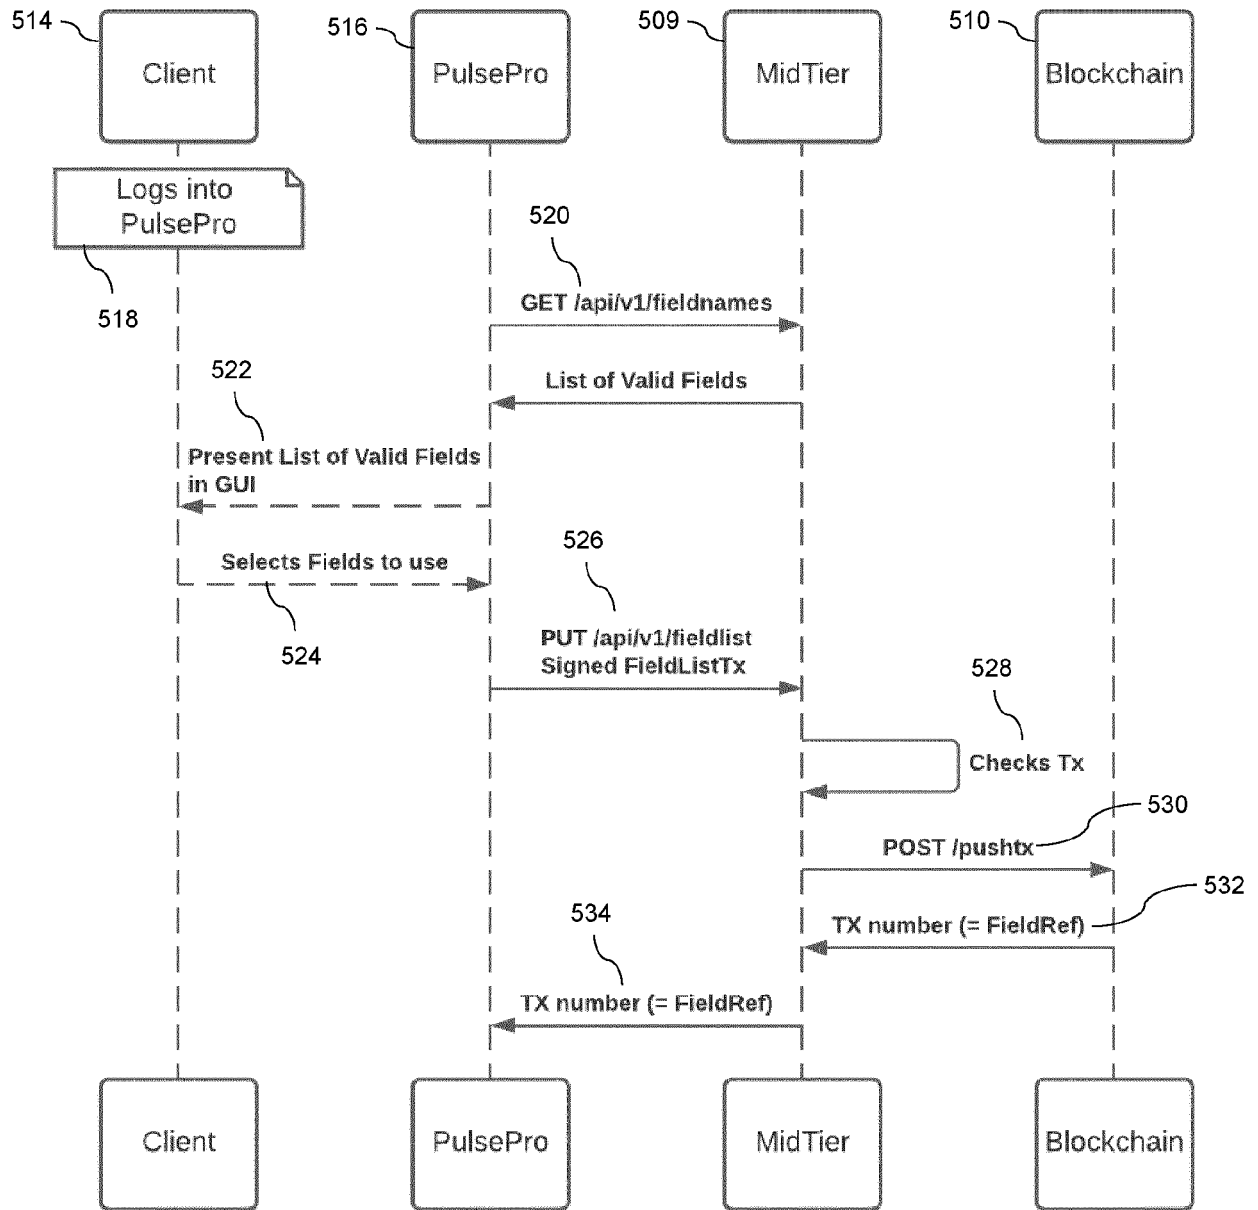 514
516
509
510
Client
PulsePro
MidTier
Blockchain
Logs into
PulsePro
518
520
GET /api/v1/fieldnames
List of Valid Fields
522
Present List of Valid Fields
in GUI
Selects Fields to use
524
526
PUT /api/v1/fieldlist
Signed FieldListTx
528
Checks Tx
530
POST /pushtx
532
TX number (= FieldRef)
534
TX number (= FieldRef)
Client
PulsePro
MidTier
Blockchain